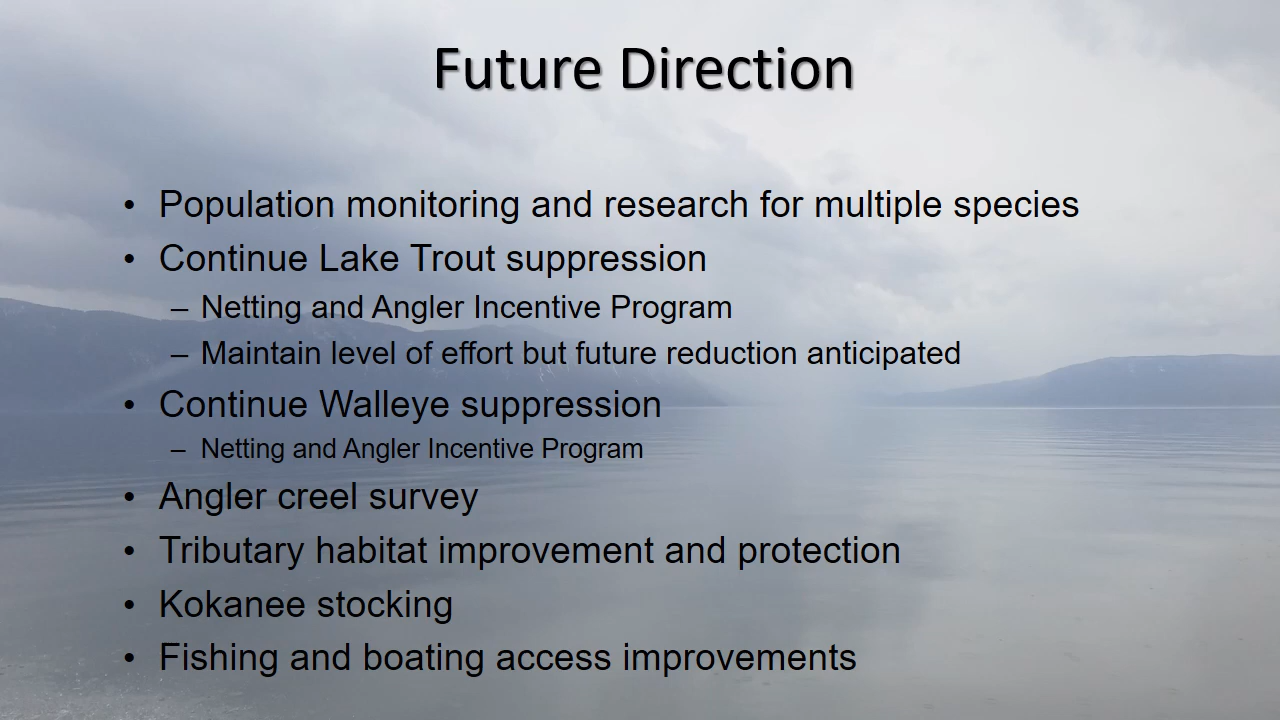 Future Direction
• Population monitoring and research for multiple species
• Continue Lake Trout suppression
– Netting and Angler Incentive Program
– Maintain level of effort but future reduction anticipated
• Continue Walleye suppression
– Netting and Angler Incentive Program
• Angler creel survey
• Tributary habitat improvement and protection
• Kokanee stocking
• Fishing and boating access improvements